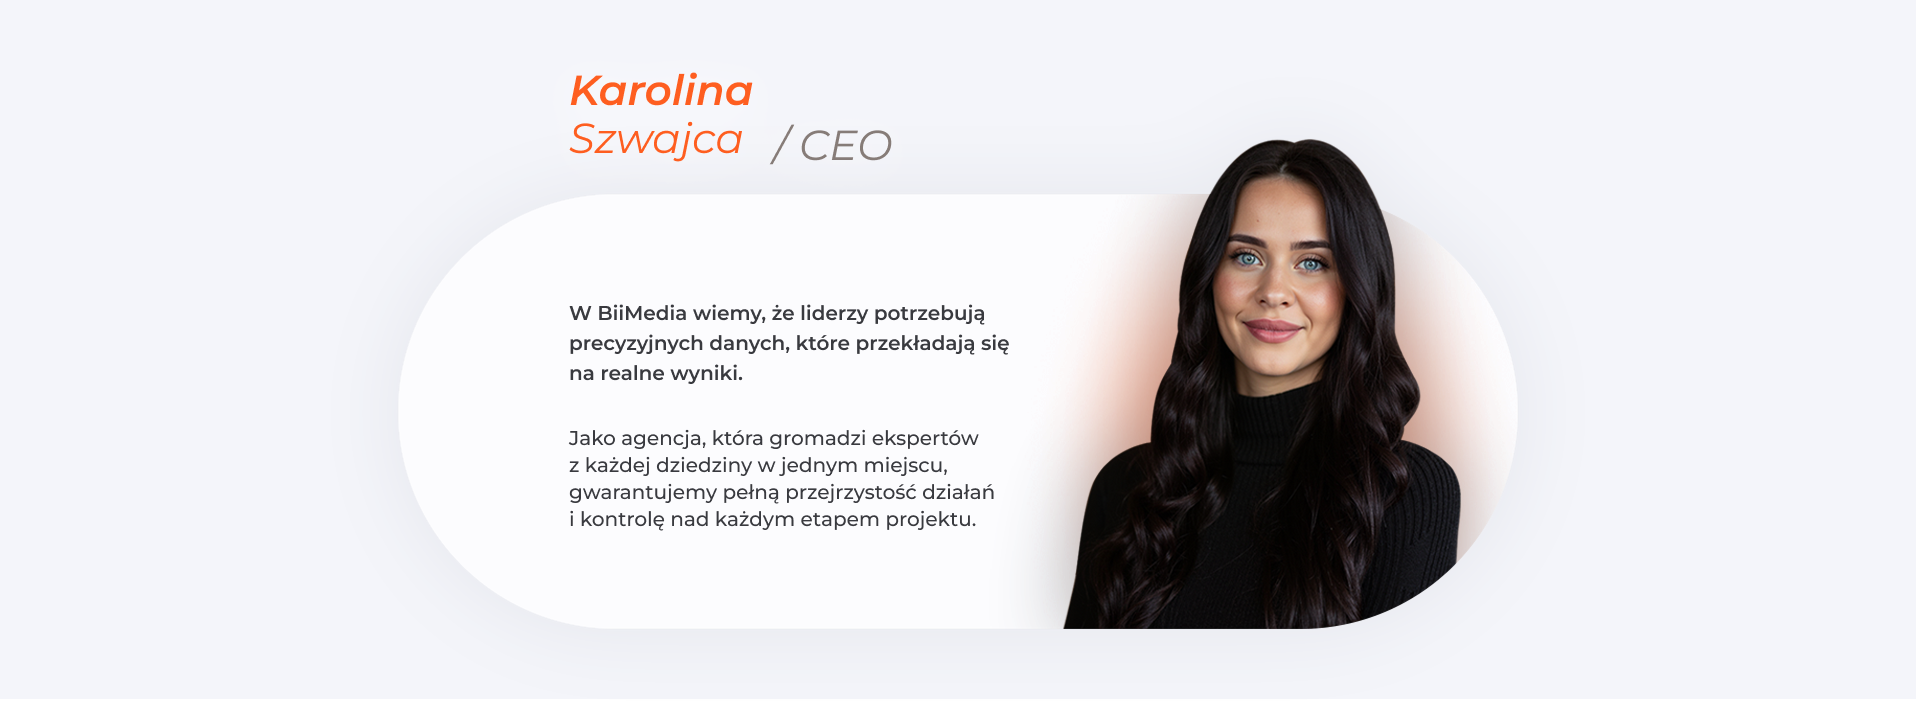 Karolina
Szwajca / CEO
W BiiMedia wiemy, że liderzy potrzebują
precyzyjnych danych, które przekładają się
na realne wyniki.
Jako agencja, która gromadzi ekspertów
z każdej dziedziny w jednym miejscu,
gwarantujemy pełną przejrzystość działań
i kontrolę nad każdym etapem projektu.